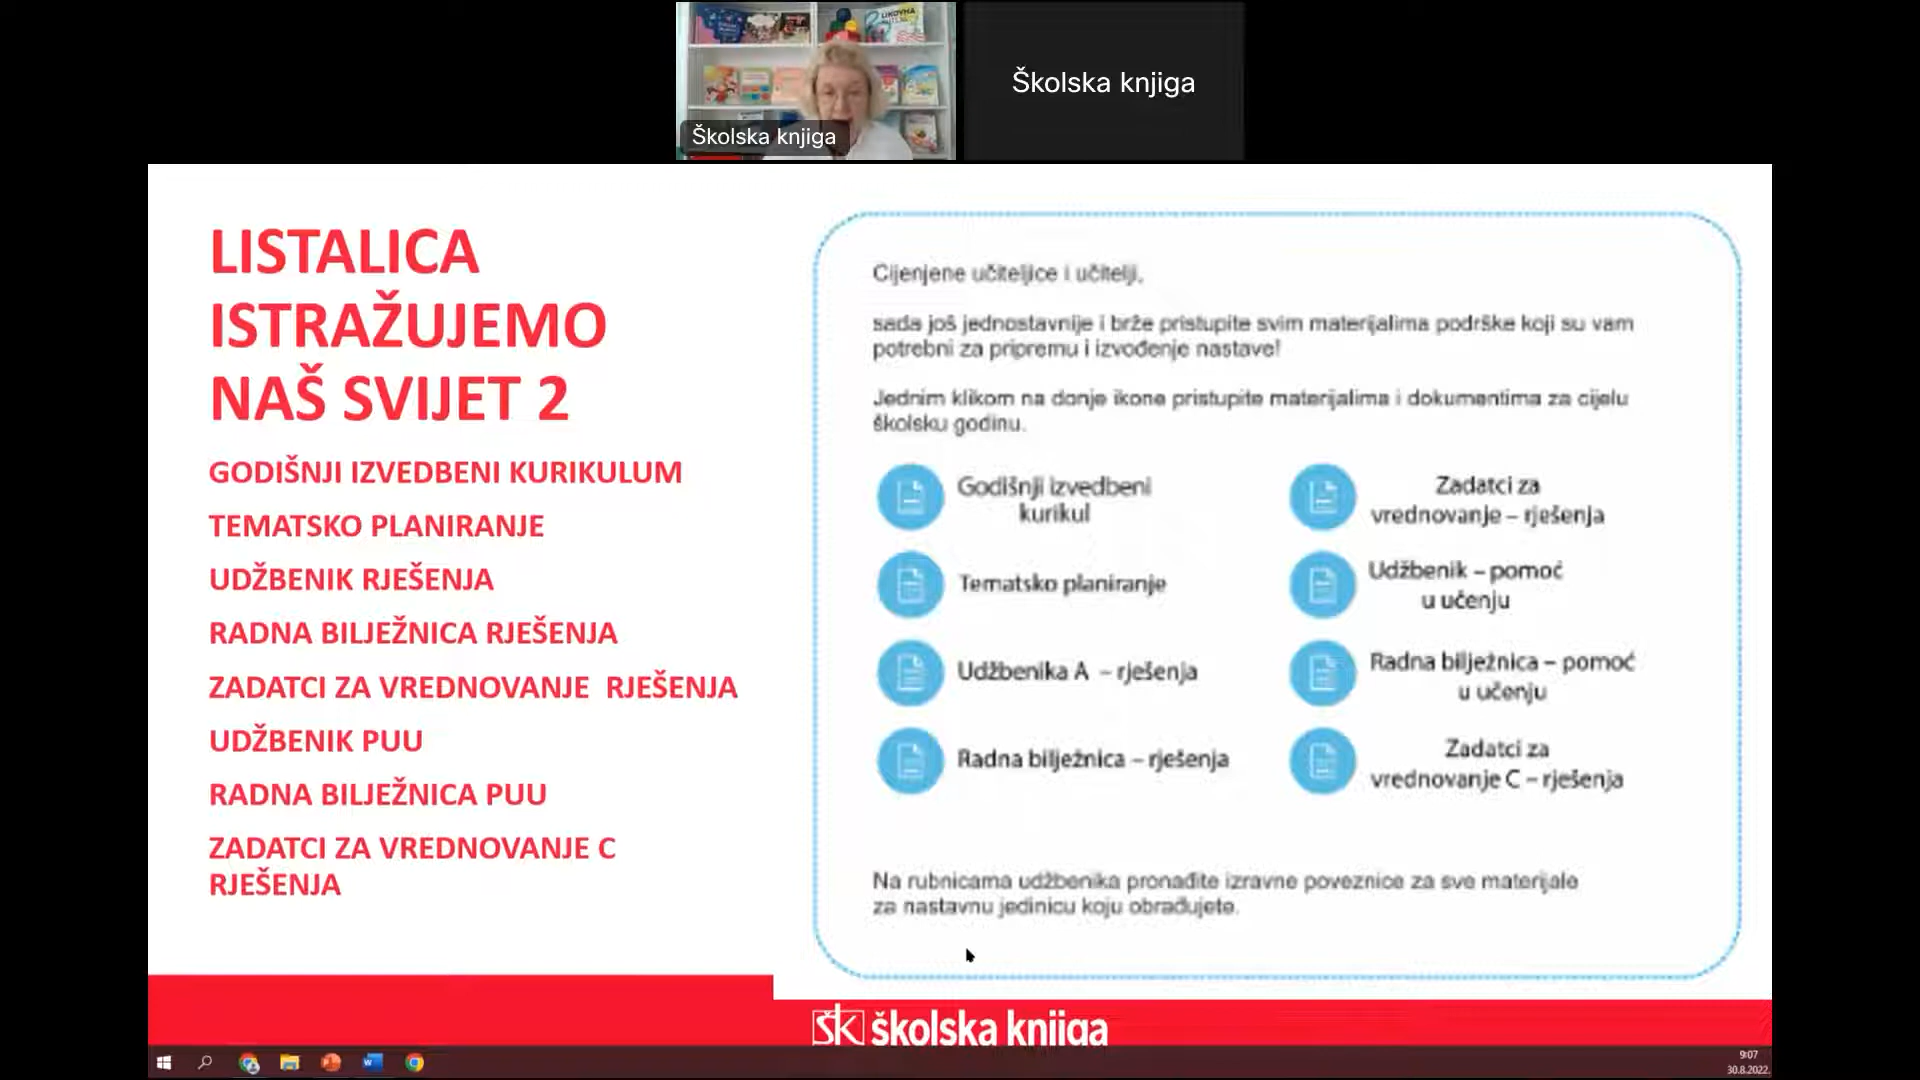 LIKOVNA
Školska knjiga
Školska knjiga
LISTALICA
ISTRAŽUJEMO
NAŠ SVIJET 2
GODIŠNJI IZVEDBENI KURIKULUM
TEMATSKO PLANIRANJE
UDŽBENIK RJEŠENJA
RADNA BILJEŽNICA RJEŠENJA
ZADATCI ZA VREDNOVANJE RJEŠENJA
UDŽBENIK PUU
RADNA BILJEŽNICA PUU
ZADATCI ZA VREDNOVANJE C
RJEŠENJA
Cijenjene učiteljice i učitelji,
sada još jednostavnije i brže pristupite svim materijalima podrške koji su vam
potrebni za pripremu i izvođenje nastave!
Jednim klikom na donje ikone pristupite materijalima i dokumentima za cijelu
školsku godinu.
Godišnji izvedbeni
kurikul
Tematsko planiranje
Udžbenika A – rješenja
Radna bilježnica – rješenja
Zadatci za
vrednovanje – rješenja
Udžbenik – pomoć
u učenju
Radna bilježnica – pomoć
u učenju
Zadatci za
vrednovanje C – rješenja
Na rubnicama udžbenika pronađite izravne poveznice za sve materijale
za nastavnu jedinicu koju obrađujete.
šk školska knjiga
9:07
30.8.2022.